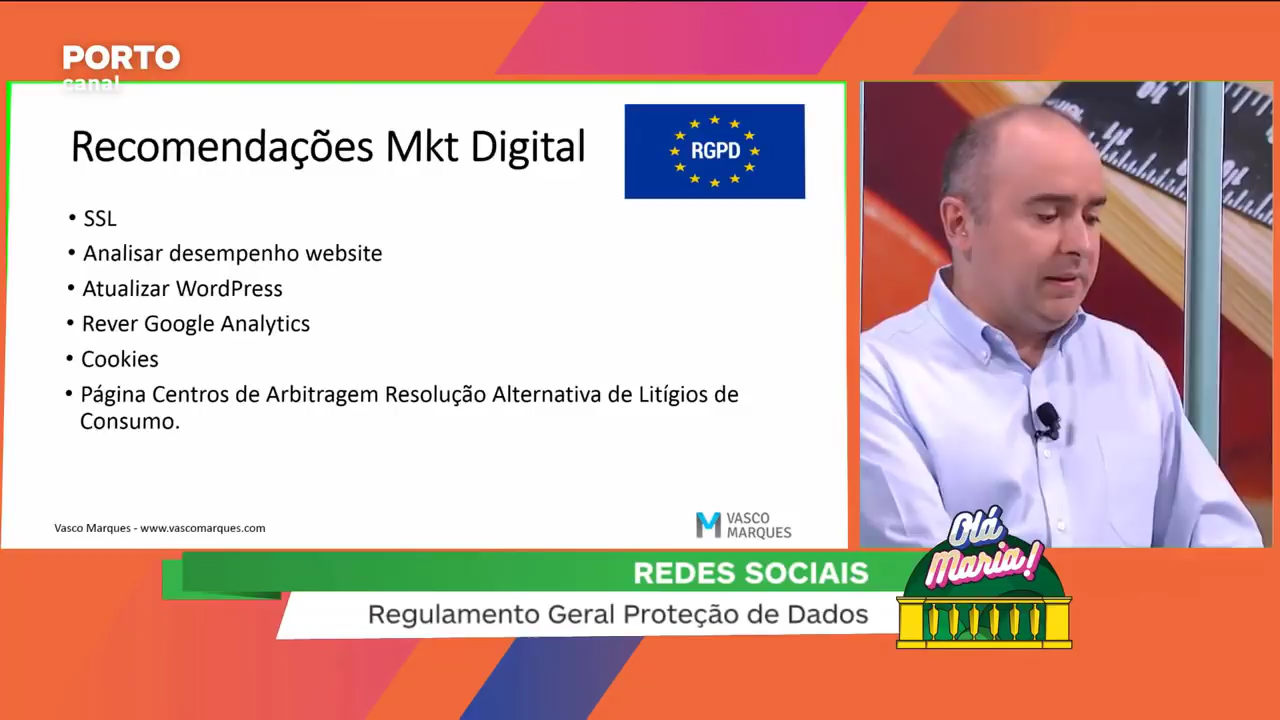 PORTO
canal
Recomendações Mkt Digital
RGPD
• SSL
• Analisar desempenho website
• Atualizar WordPress
• Rever Google Analytics
• Cookies
• Página Centros de Arbitragem Resolução Alternativa de Litígios de
Consumo.
Vasco Marques - www.vascomarques.com
VASCO
MARQUES
REDES SOCIAIS
Regulamento Geral Proteção de Dados
Olá
Maria!